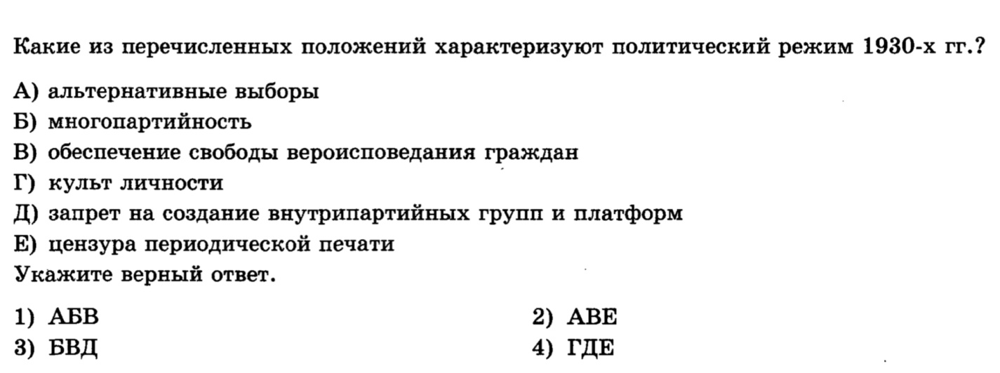 Какие из перечисленных положений характеризуют политический режим 1930-х гг.?
А) альтернативные выборы
Б) многопартийность
В) обеспечение свободы вероисповедания граждан
Г) культ личности
Д) запрет на создание внутрипартийных групп и платформ
Е) цензура периодической печати
Укажите верный ответ.
1) АБВ 2) АВЕ
3) БВД 4) ГДЕ